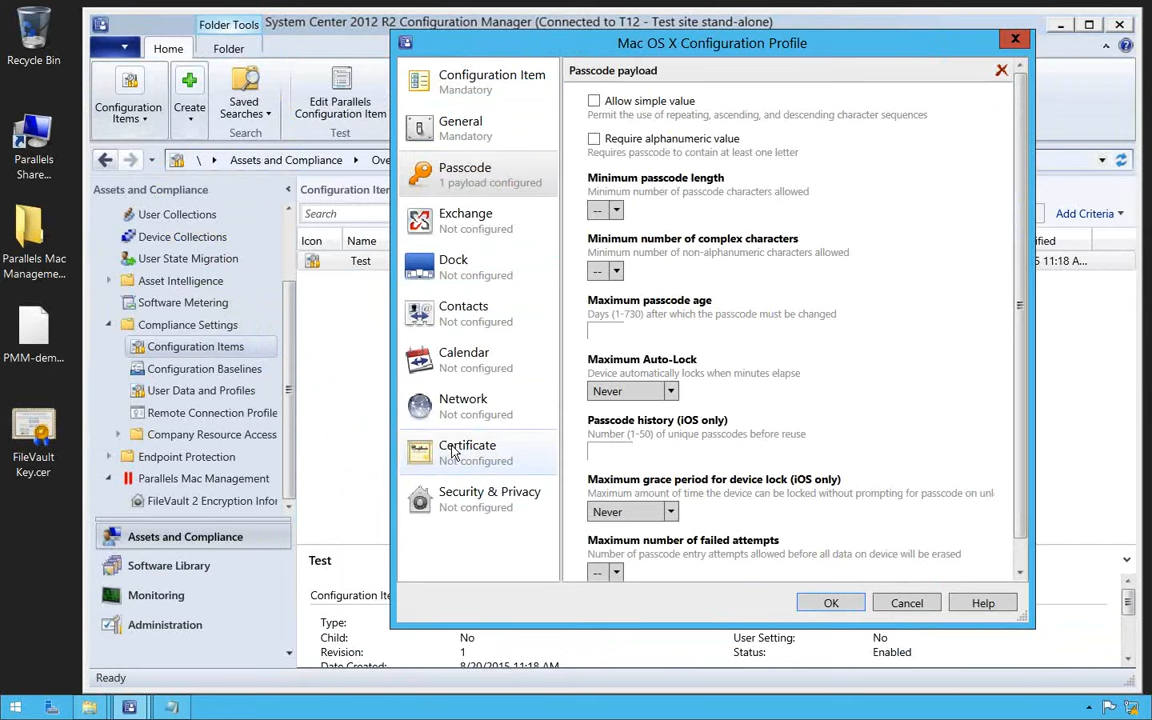 Recycle Bin
Parallels
Share...
Parallels Mac
Manageme...
PMM-dem...
FileVault
Key.cer
Folder Tools
System Center 2012 R2 Configuration Manager (Connected to T12 - Test site stand-alone)
Home
Folder
Configuration
Items
Create
Saved
Searches
Search
Edit Parallels
Configuration Item
Test
\
Assets and Compliance
Ove
Assets and Compliance
User Collections
Device Collections
User State Migration
Asset Intelligence
Software Metering
Compliance Settings
Configuration Items
Configuration Baselines
User Data and Profiles
Remote Connection Profile
Company Resource Access
Endpoint Protection
Parallels Mac Management
FileVault 2 Encryption Infor
Assets and Compliance
Software Library
Monitoring
Administration
Ready
Configuration Iter
Search
Add Criteria
Icon
Name
ified
Test
5 11:18 A...
Test
Configuration Ite
Type:
Child:
No
Revision:
1
Date Created:
8/20/2015 11:18 AM
User Setting:
No
Status:
Enabled
Mac OS X Configuration Profile
Configuration Item
Mandatory
General
Mandatory
Passcode
1 payload configured
Exchange
Not configured
Dock
Not configured
Contacts
Not configured
Calendar
Not configured
Network
Not configured
Certificate
Not configured
Security & Privacy
Not configured
Passcode payload
Allow simple value
Permit the use of repeating, ascending, and descending character sequences
Require alphanumeric value
Requires passcode to contain at least one letter
Minimum passcode length
Minimum number of passcode characters allowed
--
Minimum number of complex characters
Minimum number of non-alphanumeric characters allowed
--
Maximum passcode age
Days (1-730) after which the passcode must be changed
Maximum Auto-Lock
Device automatically locks when minutes elapse
Never
Passcode history (iOS only)
Number (1-50) of unique passcodes before reuse
Maximum grace period for device lock (iOS only)
Maximum amount of time the device can be locked without prompting for passcode on unl
Never
Maximum number of failed attempts
Number of passcode entry attempts allowed before all data on device will be erased
--
OK
Cancel
Help